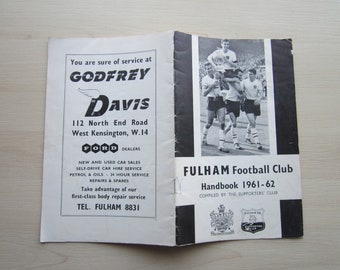 You are sure of service at
GODFREY
DAVIS
112 North End Road
West Kensington, W.14
FORD DEALERS
NEW AND USED CAR SALES
SELF-DRIVE CAR HIRE SERVICE
PETROL & OILS - 24 HOUR SERVICE
REPAIRS & SPARES
Take advantage of our
first-class body repair service
TEL. FULHAM 8831
FULHAM Football Club
Handbook 1961-62
COMPILED BY THE SUPPORTERS' CLUB